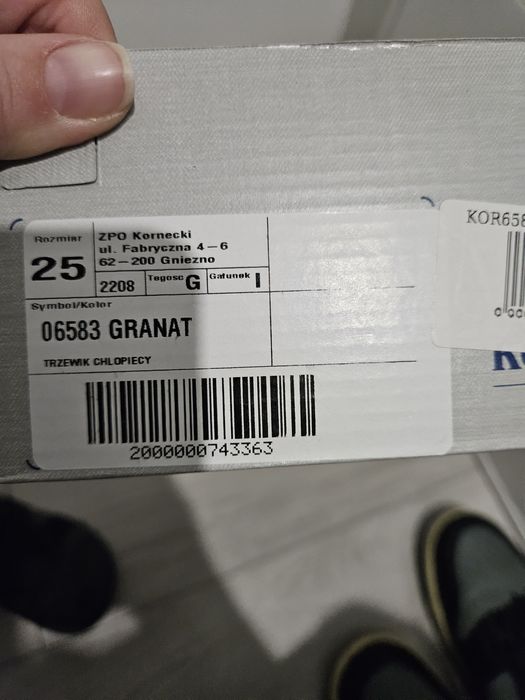 Rozmiar
25
ZPO Kornecki
ul. Fabryczna 4-6
62-200 Gniezno
2208
Tęgość G
Gatunek I
Symbol/Kolor
06583 GRANAT
TRZEWIK CHLOPIECY
2000000743363
KOR658